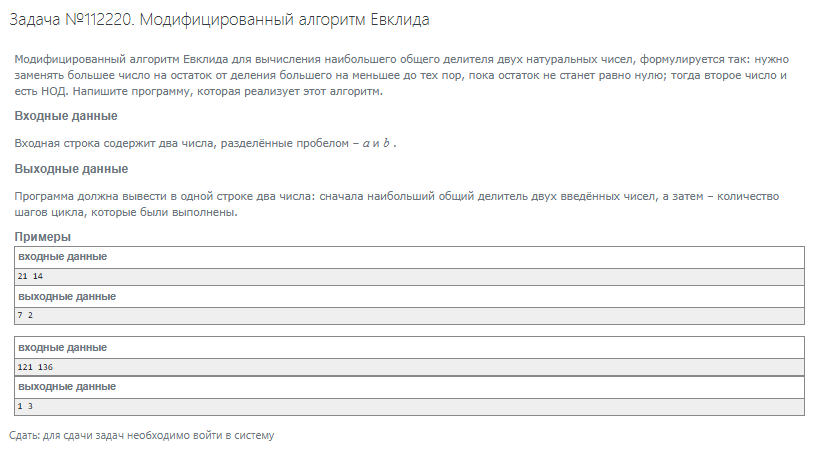 Задача №112220. Модифицированный алгоритм Евклида
Модифицированный алгоритм Евклида для вычисления наибольшего общего делителя двух натуральных чисел, формулируется так: нужно
заменять большее число на остаток от деления большего на меньшее до тех пор, пока остаток не станет равно нулю; тогда второе число и
есть НОД. Напишите программу, которая реализует этот алгоритм.
Входные данные
Входная строка содержит два числа, разделённые пробелом – a и b .
Выходные данные
Программа должна вывести в одной строке два числа: сначала наибольший общий делитель двух введённых чисел, а затем – количество
шагов цикла, которые были выполнены.
Примеры
входные данные
21 14
выходные данные
7 2
входные данные
121 136
выходные данные
1 3
Сдать: для сдачи задач необходимо войти в систему